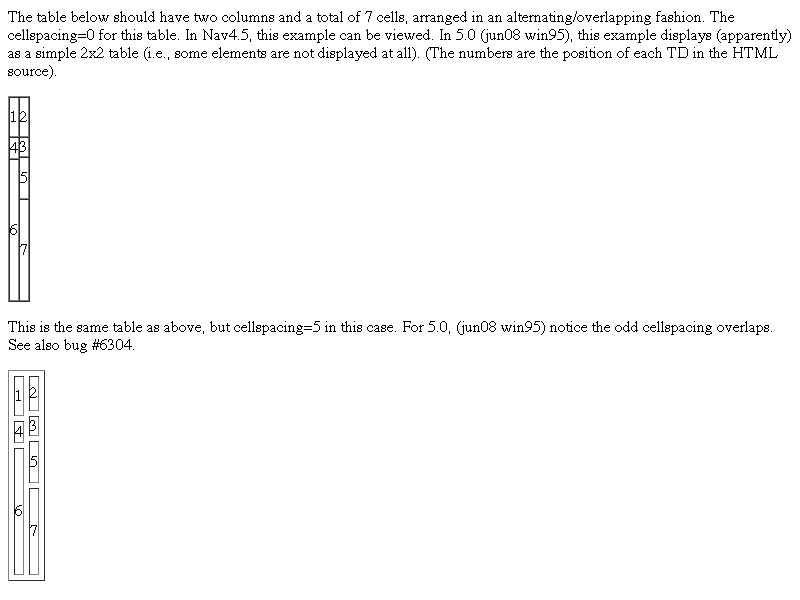 The table below should have two columns and a total of 7 cells, arranged in an alternating/overlapping fashion. The
cellspacing=0 for this table. In Nav4.5, this example can be viewed. In 5.0 (jun08 win95), this example displays (apparently)
as a simple 2x2 table (i.e., some elements are not displayed at all). (The numbers are the position of each TD in the HTML
source).
1 2
4 3
5
6
7
This is the same table as above, but cellspacing=5 in this case. For 5.0, (jun08 win95) notice the odd cellspacing overlaps.
See also bug #6304.
1 2
4 3
5
6
7